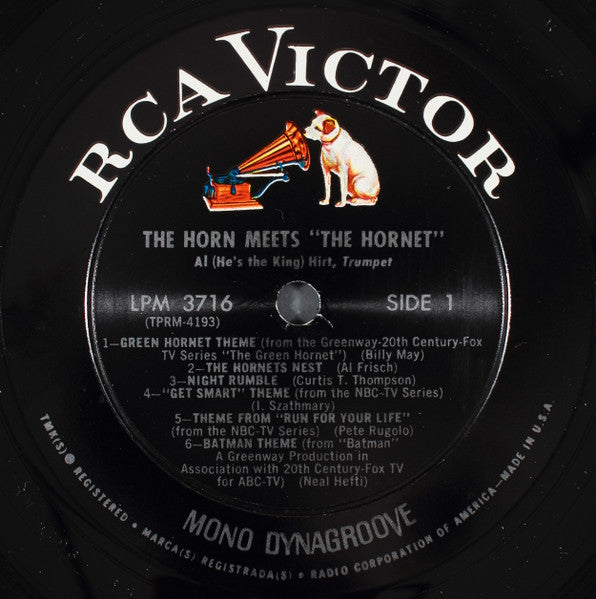 RCA VICTOR
THE HORN MEETS "THE HORNET"
Al (He's the King) Hirt, Trumpet
LPM 3716 SIDE 1
(TPRM-4193)
1—GREEN HORNET THEME (from the Greenway-20th Century-Fox
TV Series "The Green Hornet") (Billy May)
2—THE HORNETS NEST (Al Frisch)
3—NIGHT RUMBLE (Curtis T. Thompson)
4—"GET SMART" THEME (from the NBC-TV Series)
(I. Szathmary)
5—THEME FROM "RUN FOR YOUR LIFE"
(from the NBC-TV Series) (Pete Rugolo)
6—BATMAN THEME (from "Batman"
A Greenway Production in
Association with 20th Century-Fox TV
for ABC-TV) (Neal Hefti)
MONO DYNAGROOVE
TMK(S) ® REGISTERED • MARCA(S) REGISTRADA(S) • RADIO CORPORATION OF AMERICA—MADE IN U.S.A.